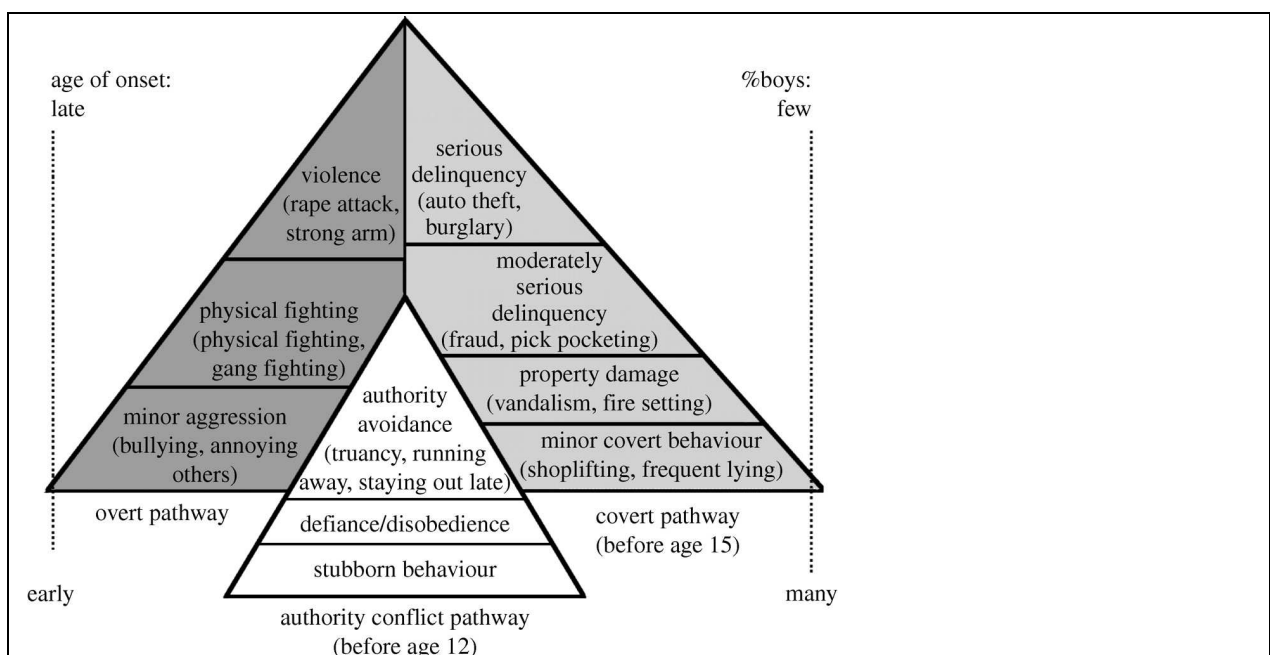 age of onset:
late
%boys:
few
violence
(rape attack,
strong arm)
serious
delinquency
(auto theft,
burglary)
physical fighting
(physical fighting,
gang fighting)
moderately
serious
delinquency
(fraud, pick pocketing)
minor aggression
(bullying, annoying
others)
authority
avoidance
(truancy, running
away, staying out late)
property damage
(vandalism, fire setting)
minor covert behaviour
(shoplifting, frequent lying)
overt pathway
defiance/disobedience
covert pathway
(before age 15)
stubborn behaviour
early
many
authority conflict pathway
(before age 12)